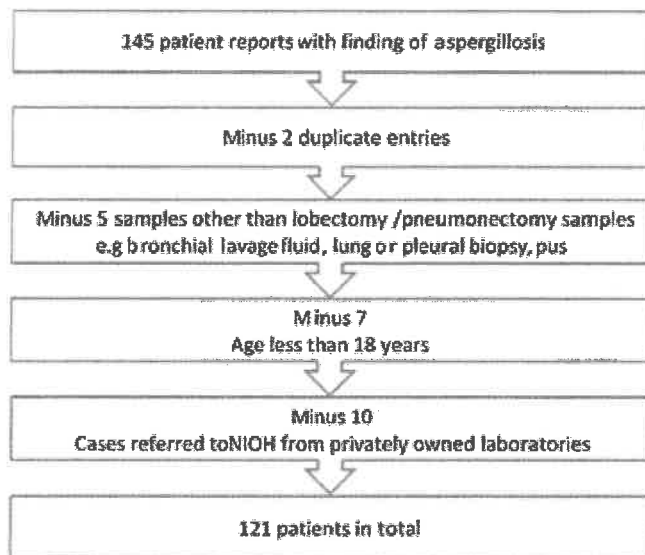 145 patient reports with finding of aspergillosis
Minus 2 duplicate entries
Minus 5 samples other than lobectomy /pneumonectomy samples
e.g bronchial lavage fluid, lung or pleural biopsy, pus
Minus 7
Age less than 18 years
Minus 10
Cases referred toNIOH from privately owned laboratories
121 patients in total